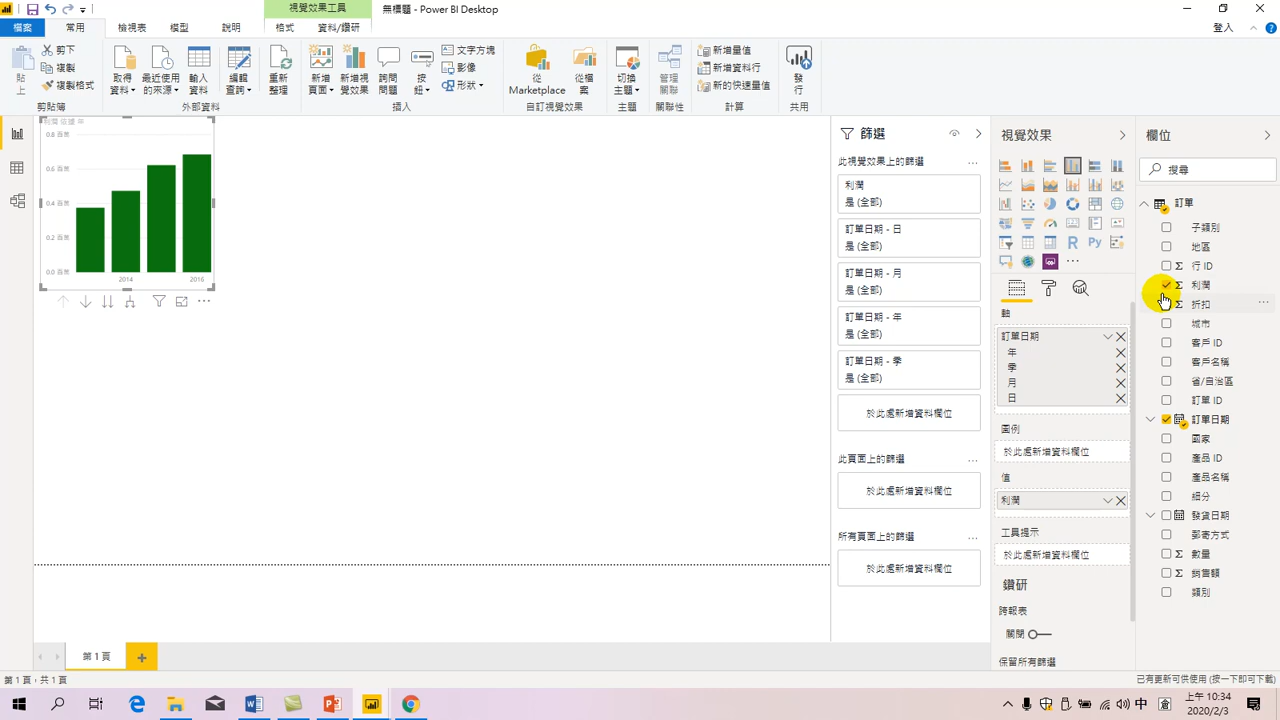 視覺效果工具
無標題 - Power BI Desktop
檔案
常用
檢視表
模型
說明
格式
資料/鑽研
登入
貼上
剪下
複製
複製格式
剪貼簿
取得資料
最近使用的來源
輸入資料
編輯查詢
重新整理
外部資料
新增頁面
新增視覺效果
詢問問題
按鈕
文字方塊
影像
形狀
插入
從 Marketplace
從檔案
自訂視覺效果
切換主題
主題
管理關聯
關聯性
新增量值
新增資料行
新的快速量值
計算
發行
共用
利潤 依據 年
0.8 百萬
0.6 百萬
0.4 百萬
0.2 百萬
0.0 百萬
2014
2016
篩選
此視覺效果上的篩選
利潤
是 (全部)
訂單日期 - 日
是 (全部)
訂單日期 - 月
是 (全部)
訂單日期 - 年
是 (全部)
訂單日期 - 季
是 (全部)
於此處新增資料欄位
此頁面上的篩選
於此處新增資料欄位
所有頁面上的篩選
於此處新增資料欄位
視覺效果
R
Py
軸
訂單日期
年
季
月
日
圖例
於此處新增資料欄位
值
利潤
工具提示
於此處新增資料欄位
鑽研
跨報表
關閉
保留所有篩選
欄位
搜尋
訂單
子類別
地區
行 ID
利潤
折扣
城市
客戶 ID
客戶名稱
省/自治區
訂單 ID
訂單日期
國家
產品 ID
產品名稱
細分
發貨日期
郵寄方式
數量
銷售額
類別
第 1 頁
第 1 頁，共 1 頁
已有更新可供使用 (按一下即可下載)
中
上午 10:34
2020/2/3